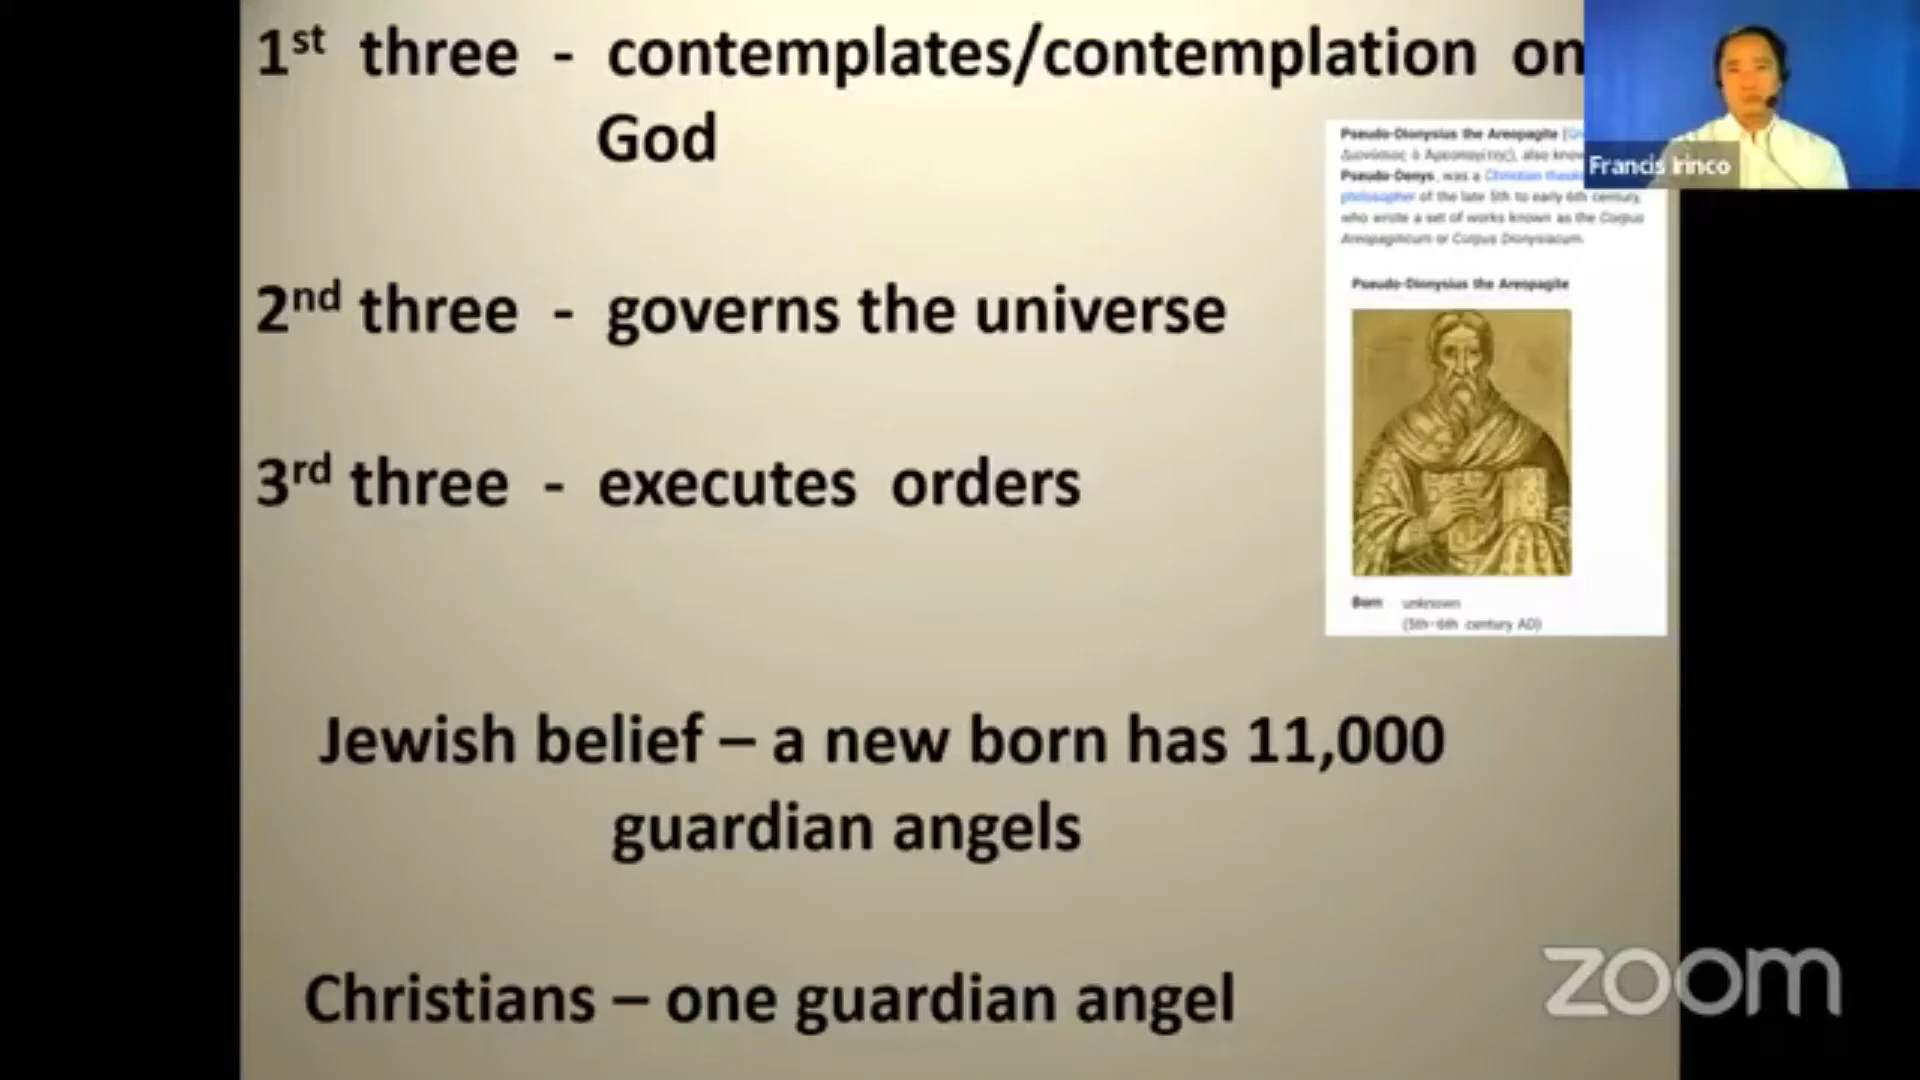 1st three - contemplates/contemplation on
God
2nd three - governs the universe
3rd three - executes orders
Jewish belief – a new born has 11,000
guardian angels
Christians – one guardian angel
Pseudo-Dionysius the Areopagite
Διονύσιος ὁ Ἀρεοπαγίτης), also
Pseudo-Denys, was a Christian
philosopher of the late 5th to early 6th century,
who wrote a set of works known as the Corpus
Areopagiticum or Corpus Dionysiacum.
Pseudo-Dionysius the Areopagite
Born unknown
(5th–6th century AD)
Francis Irinco
zoom